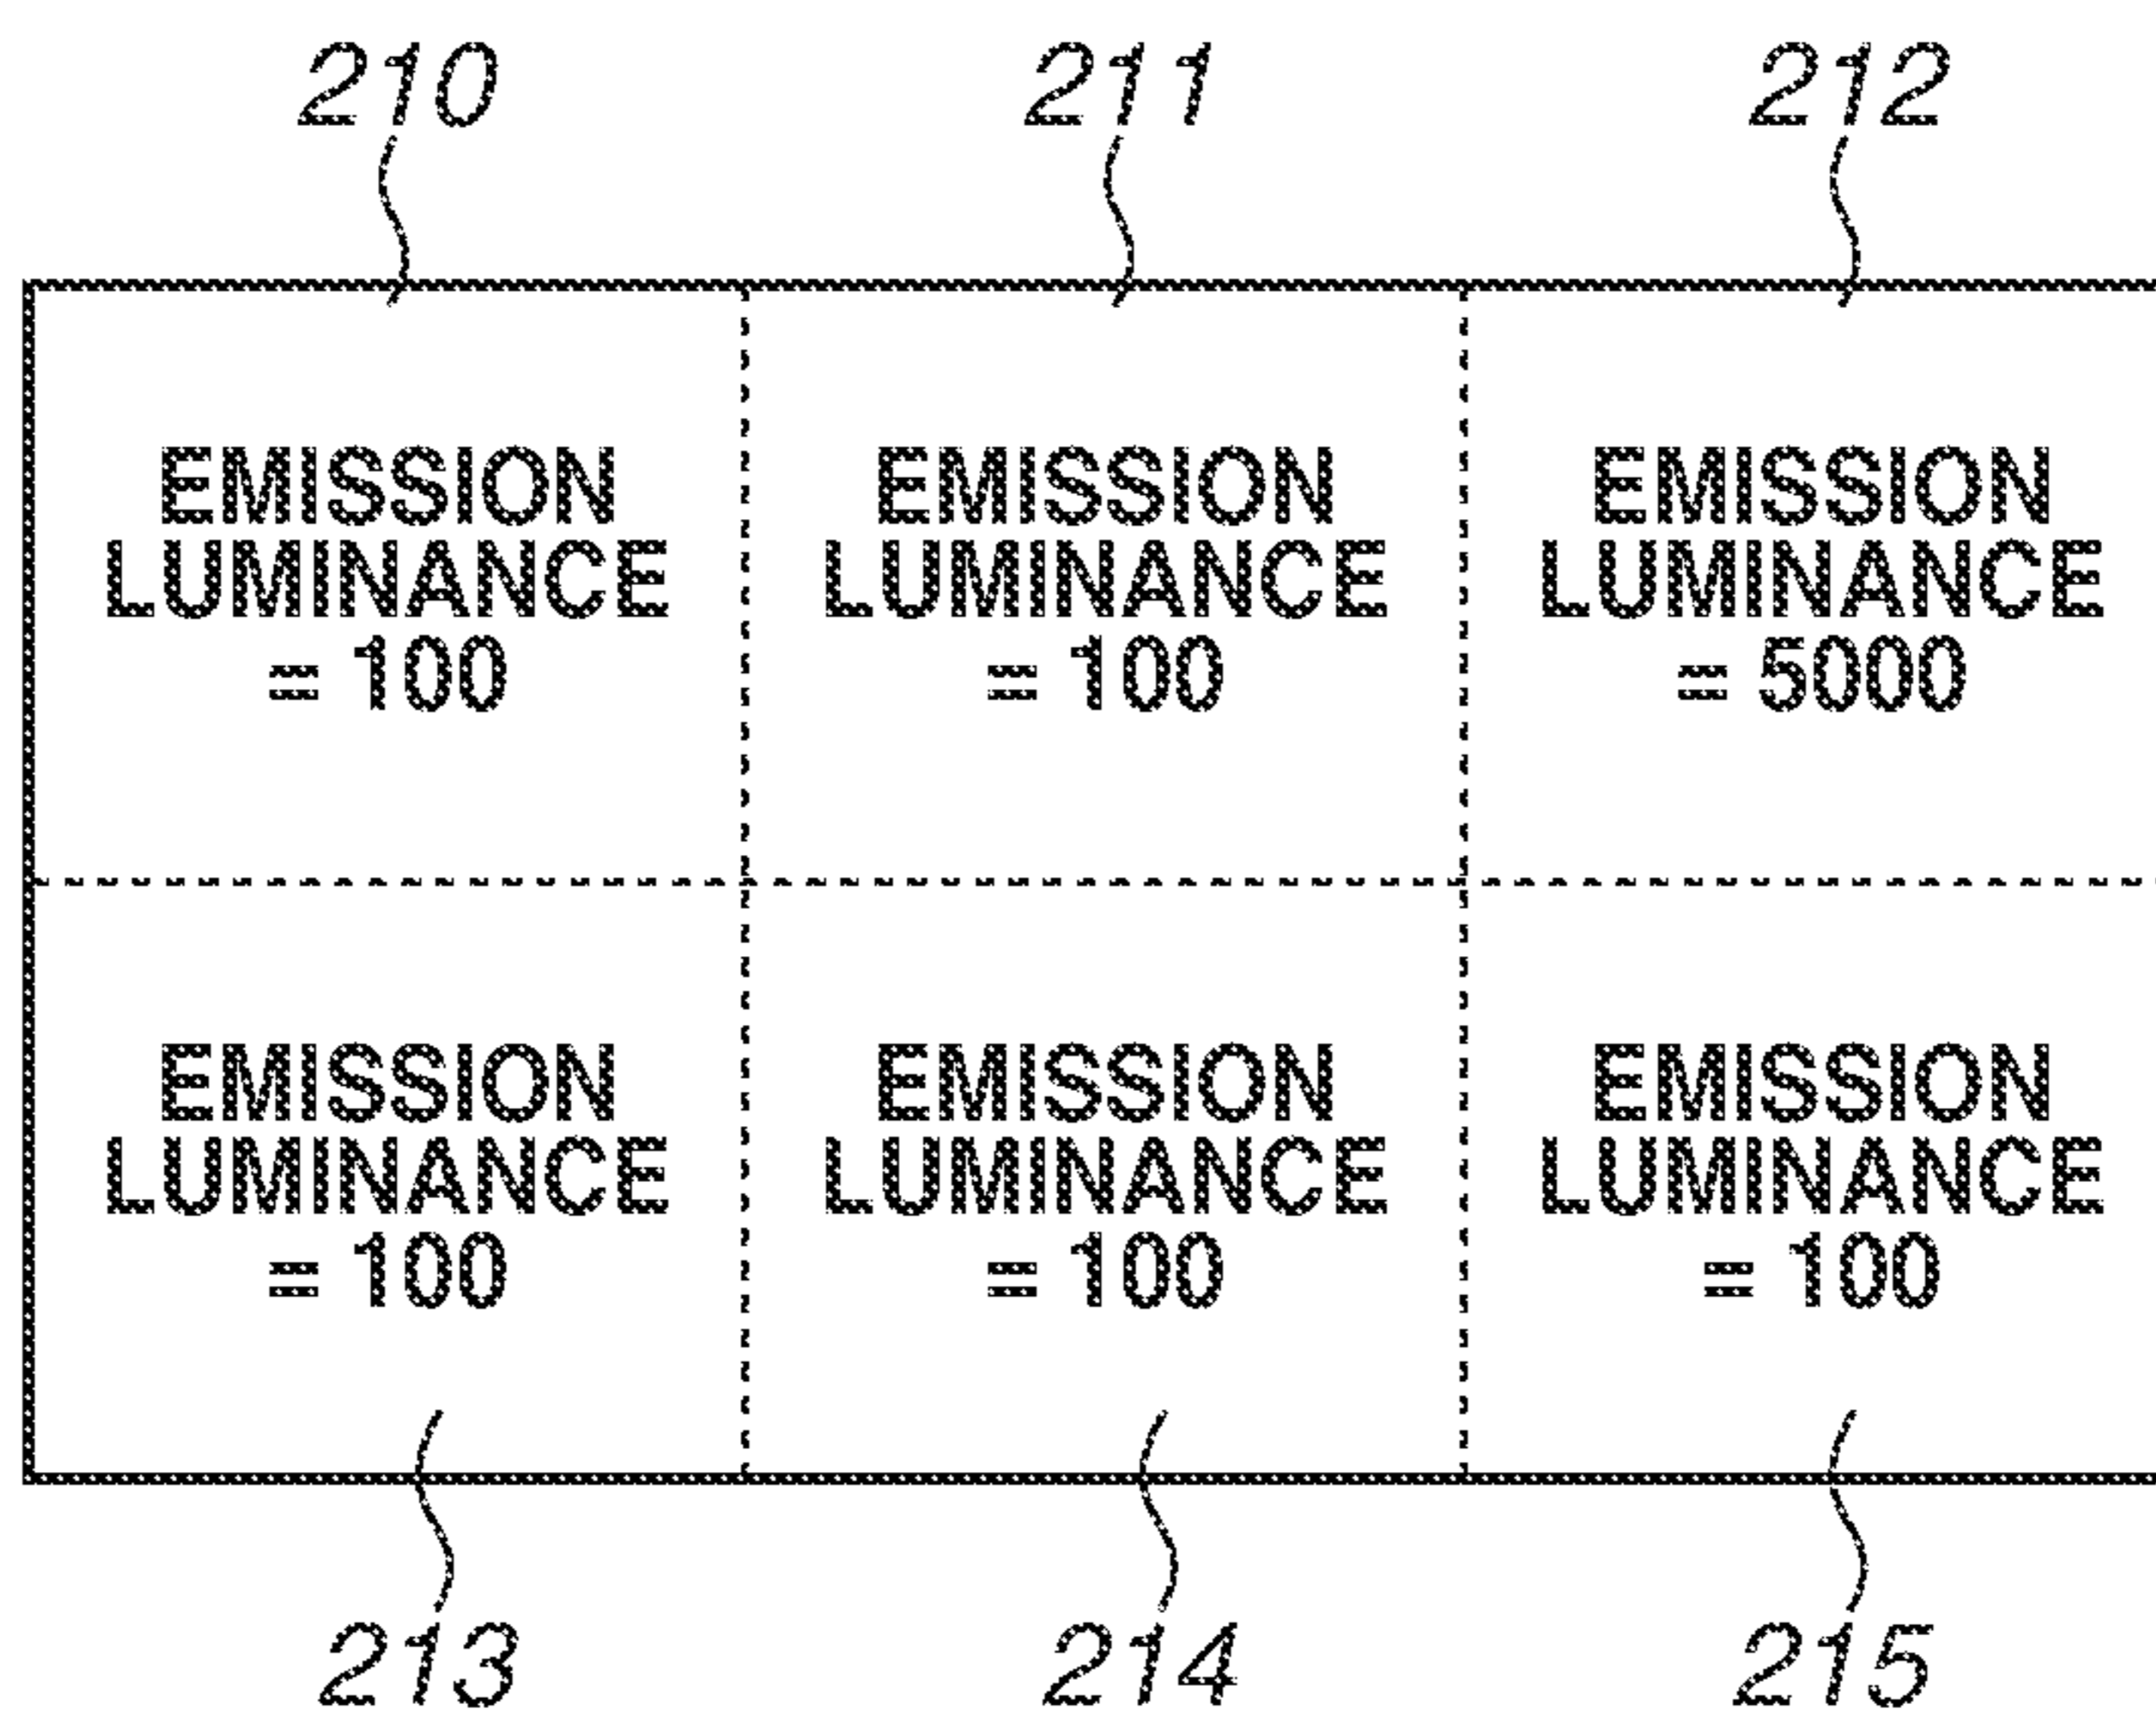 210 211 212
EMISSION LUMINANCE = 100
EMISSION LUMINANCE = 100
EMISSION LUMINANCE = 5000
EMISSION LUMINANCE = 100
EMISSION LUMINANCE = 100
EMISSION LUMINANCE = 100
213 214 215